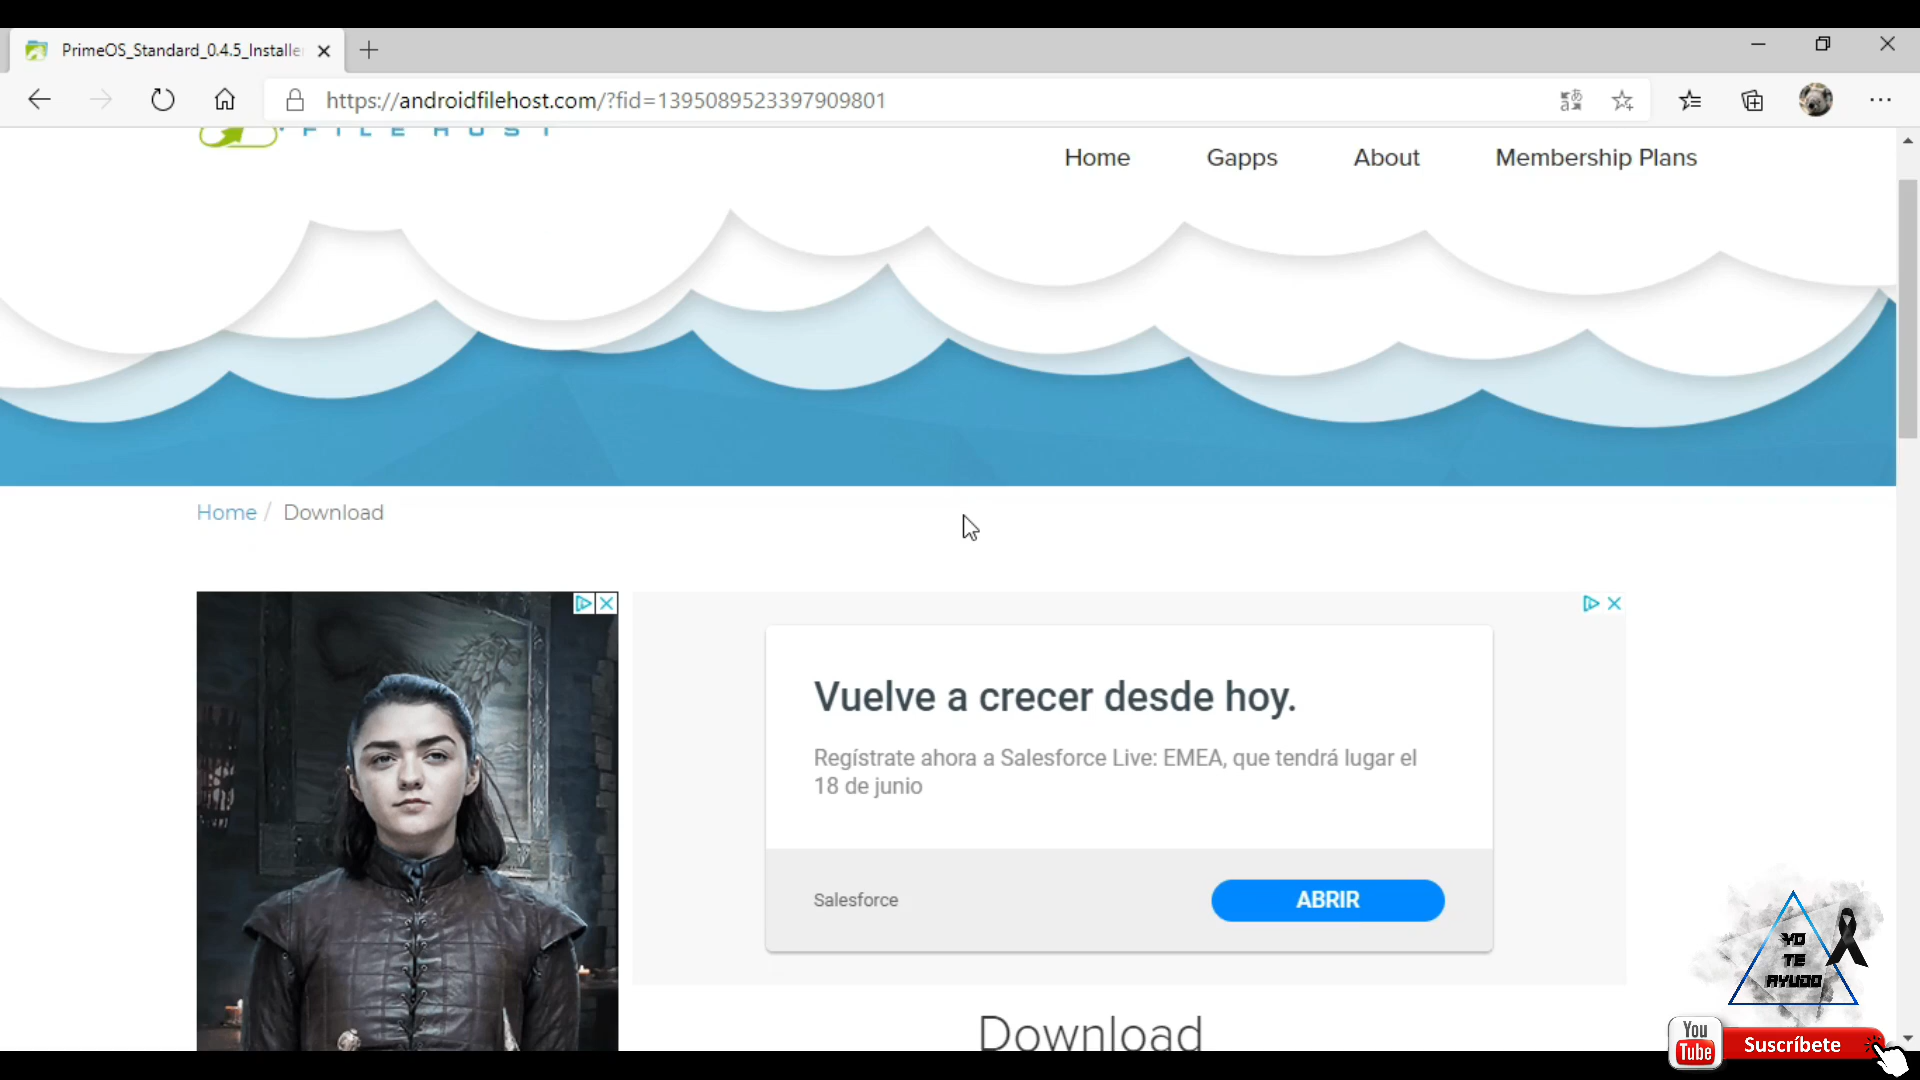 PrimeOS_Standard_0.4.5_Installe
https://androidfilehost.com/?fid=1395089523397909801
FILE HOST
Home
Gapps
About
Membership Plans
Home / Download
Vuelve a crecer desde hoy.
Regístrate ahora a Salesforce Live: EMEA, que tendrá lugar el
18 de junio
Salesforce
ABRIR
Download
YO
TE
AYUDO
You
Tube
Suscríbete